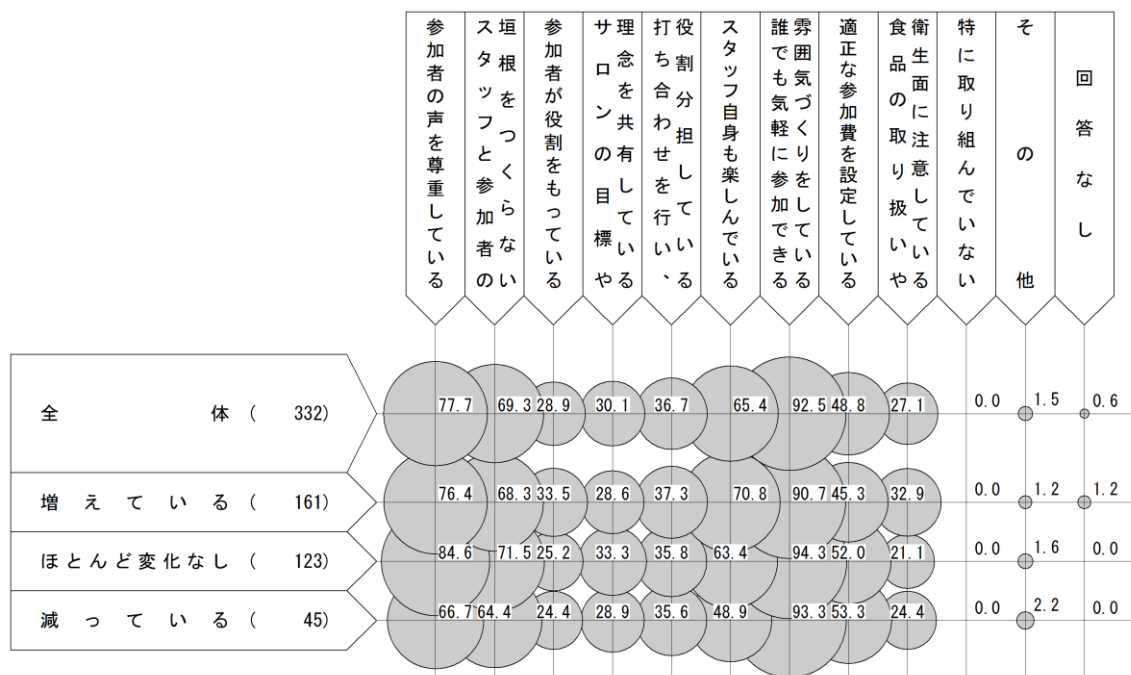 参加者の声を尊重している
スタッフと参加者の
垣根をつくらない
参加者が役割をもっている
サロンの目標や
理念を共有している
打ち合わせを行い、
役割分担している
スタッフ自身も楽しんでいる
誰でも気軽に参加できる
雰囲気づくりをしている
適正な参加費を設定している
食品の取り扱いや
衛生面に注意している
特に取り組んでいない
その他
回答なし
全体 ( 332) 77.7 69.3 28.9 30.1 36.7 65.4 92.5 48.8 27.1 0.0 1.5 0.6
増えている ( 161) 76.4 68.3 33.5 28.6 37.3 70.8 90.7 45.3 32.9 0.0 1.2 1.2
ほとんど変化なし ( 123) 84.6 71.5 25.2 33.3 35.8 63.4 94.3 52.0 21.1 0.0 1.6 0.0
減っている ( 45) 66.7 64.4 24.4 28.9 35.6 48.9 93.3 53.3 24.4 0.0 2.2 0.0